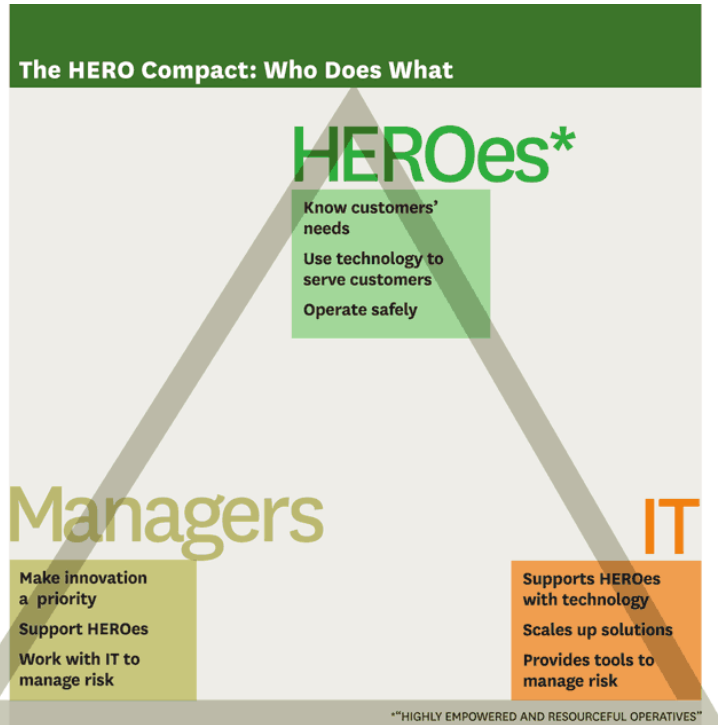 The HERO Compact: Who Does What
HEROes*
Know customers’
needs
Use technology to
serve customers
Operate safely
Managers
Make innovation
a priority
Support HEROes
Work with IT to
manage risk
IT
Supports HEROes
with technology
Scales up solutions
Provides tools to
manage risk
*“HIGHLY EMPOWERED AND RESOURCEFUL OPERATIVES”